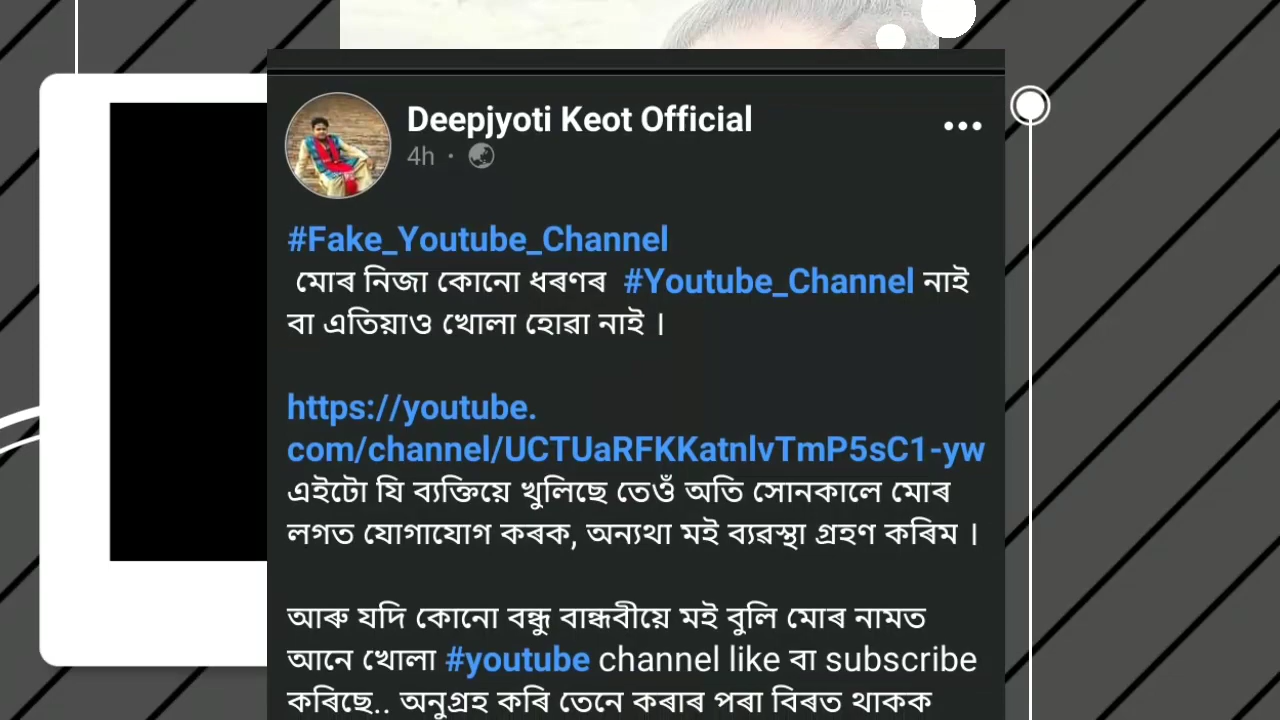 Deepjyoti Keot Official
4h ·
#Fake_Youtube_Channel
মোৰ নিজা কোনো ধৰণৰ #Youtube_Channel নাই
বা এতিয়াও খোলা হোৱা নাই ।
https://youtube.
com/channel/UCTUaRFKKatnlvTmP5sC1-yw
এইটো যি ব্যক্তিয়ে খুলিছে তেওঁ অতি সোনকালে মোৰ
লগত যোগাযোগ কৰক, অন্যথা মই ব্যৱস্থা গ্ৰহণ কৰিম ।
আৰু যদি কোনো বন্ধু বান্ধবীয়ে মই বুলি মোৰ নামত
আনে খোলা #youtube channel like বা subscribe
কৰিছে.. অনুগ্ৰহ কৰি তেনে কৰাৰ পৰা বিৰত থাকক